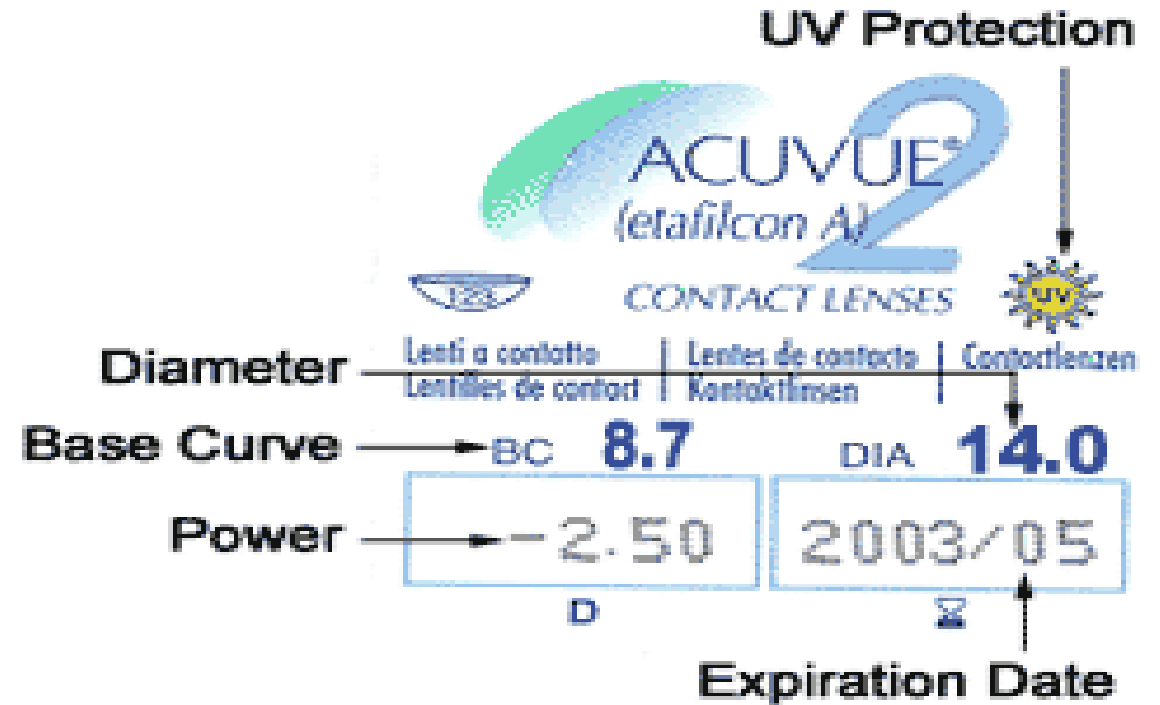 UV Protection
ACUVUE® 2
(etafilcon A)
123
CONTACT LENSES
UV
Lenti a contatto | Lentes de contacto | Contactlenzen
Diameter
Lentilles de contact | Kontaktlinsen
Base Curve BC 8.7 DIA 14.0
Power -2.50 2003/05
D
Expiration Date